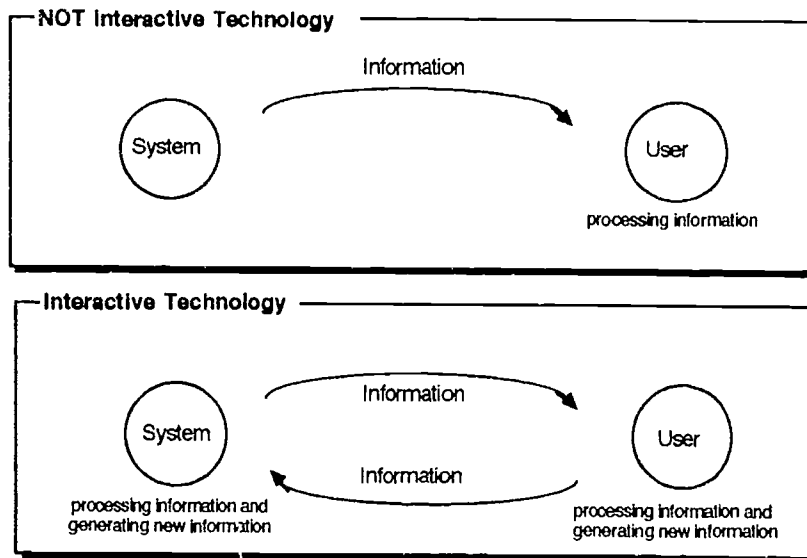 NOT Interactive Technology
Information
System
User
processing information
Interactive Technology
Information
System
User
Information
processing information and
generating new information
processing information and
generating new information